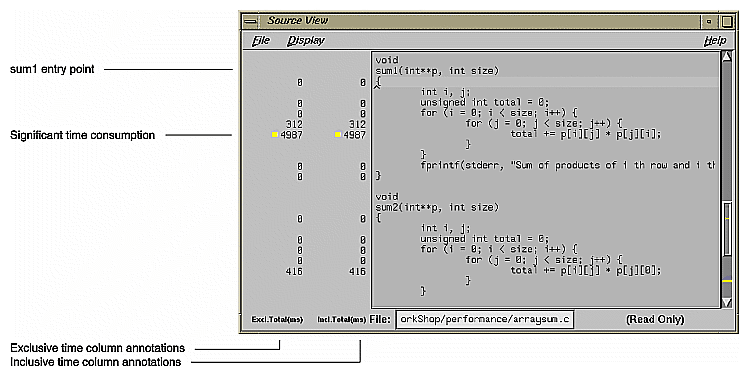 Source View
File Display Help
void
sum1 entry point
sum1(int**p, int size)
0 0 {
int i, j;
0 0 unsigned int total = 0;
0 0 for (i = 0; i < size; i++) {
312 312 for (j = 0; j < size; j++) {
Significant time consumption
4987 4987 total += p[i][j] * p[j][i];
}
}
0 0 fprintf(stderr, "Sum of products of i th row and i th
0 0 }
void
sum2(int**p, int size)
0 0 {
int i, j;
0 0 unsigned int total = 0;
0 0 for (i = 0; i < size; i++) {
0 0 for (j = 0; j < size; j++) {
416 416 total += p[i][j] * p[j][0];
}
}
Excl.Total(ms) Incl.Total(ms) File: orkShop/performance/arraysum.c (Read Only)
Exclusive time column annotations
Inclusive time column annotations